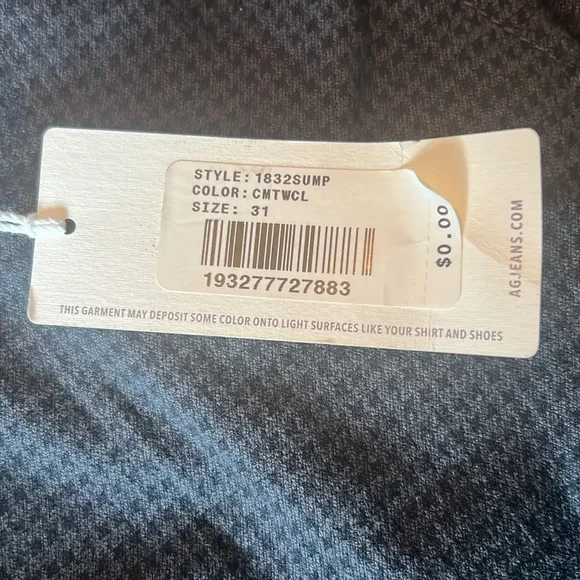 STYLE: 1832SUMP
COLOR: CMTWCL
SIZE: 31
193277727883
$0.00
AGJEANS.COM
THIS GARMENT MAY DEPOSIT SOME COLOR ONTO LIGHT SURFACES LIKE YOUR SHIRT AND SHOES